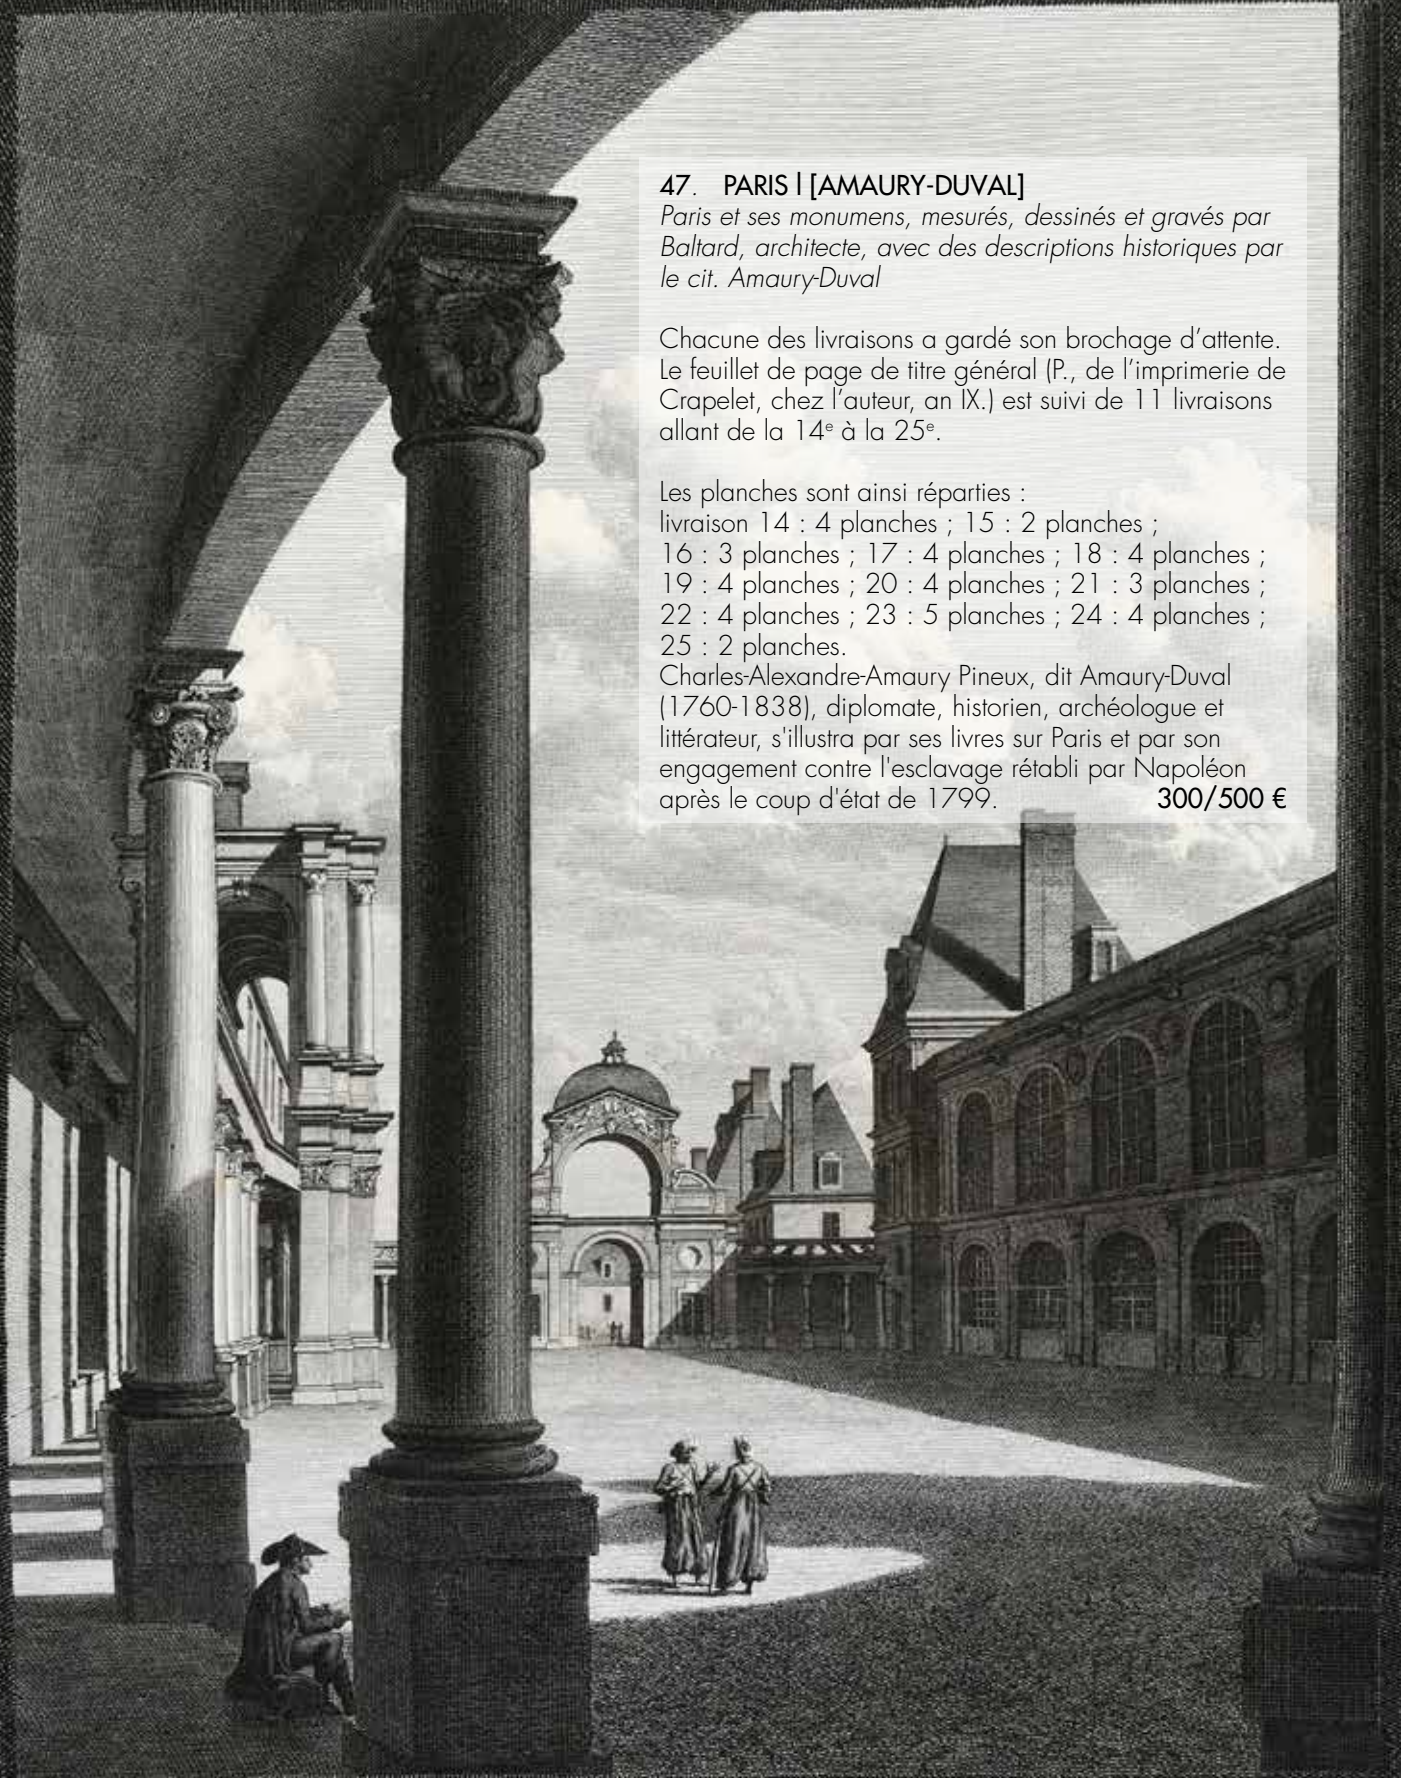 47. PARIS | [AMAURY-DUVAL]
Paris et ses monumens, mesurés, dessinés et gravés par
Baltard, architecte, avec des descriptions historiques par
le cit. Amaury-Duval
Chacune des livraisons a gardé son brochage d’attente.
Le feuillet de page de titre général (P., de l’imprimerie de
Crapelet, chez l’auteur, an IX.) est suivi de 11 livraisons
allant de la 14e à la 25e.
Les planches sont ainsi réparties :
livraison 14 : 4 planches ; 15 : 2 planches ;
16 : 3 planches ; 17 : 4 planches ; 18 : 4 planches ;
19 : 4 planches ; 20 : 4 planches ; 21 : 3 planches ;
22 : 4 planches ; 23 : 5 planches ; 24 : 4 planches ;
25 : 2 planches.
Charles-Alexandre-Amaury Pineux, dit Amaury-Duval
(1760-1838), diplomate, historien, archéologue et
littérateur, s'illustra par ses livres sur Paris et par son
engagement contre l'esclavage rétabli par Napoléon
après le coup d'état de 1799. 300/500 €